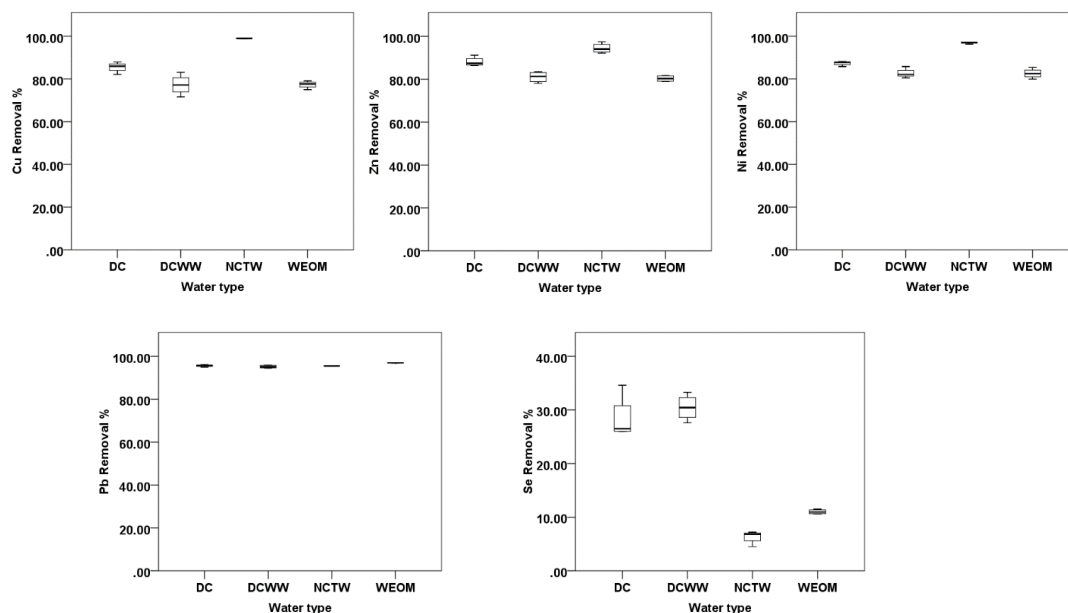 Cu Removal %
100.00
80.00
60.00
40.00
20.00
.00
DC DCWW NCTW WEOM
Water type
Zn Removal %
100.00
80.00
60.00
40.00
20.00
.00
DC DCWW NCTW WEOM
Water type
Ni Removal %
100.00
80.00
60.00
40.00
20.00
.00
DC DCWW NCTW WEOM
Water type
Pb Removal %
100.00
80.00
60.00
40.00
20.00
.00
DC DCWW NCTW WEOM
Water type
Se Removal %
40.00
30.00
20.00
10.00
.00
DC DCWW NCTW WEOM
Water type